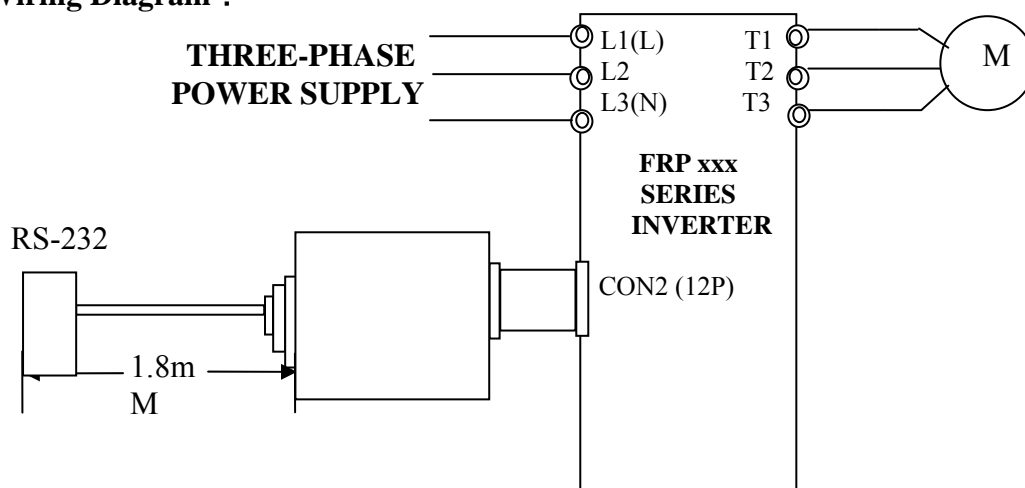 Wiring Diagram :
THREE-PHASE
POWER SUPPLY
L1(L)
L2
L3(N)
T1
T2
T3
M
FRP xxx
SERIES
INVERTER
RS-232
CON2 (12P)
1.8m
M